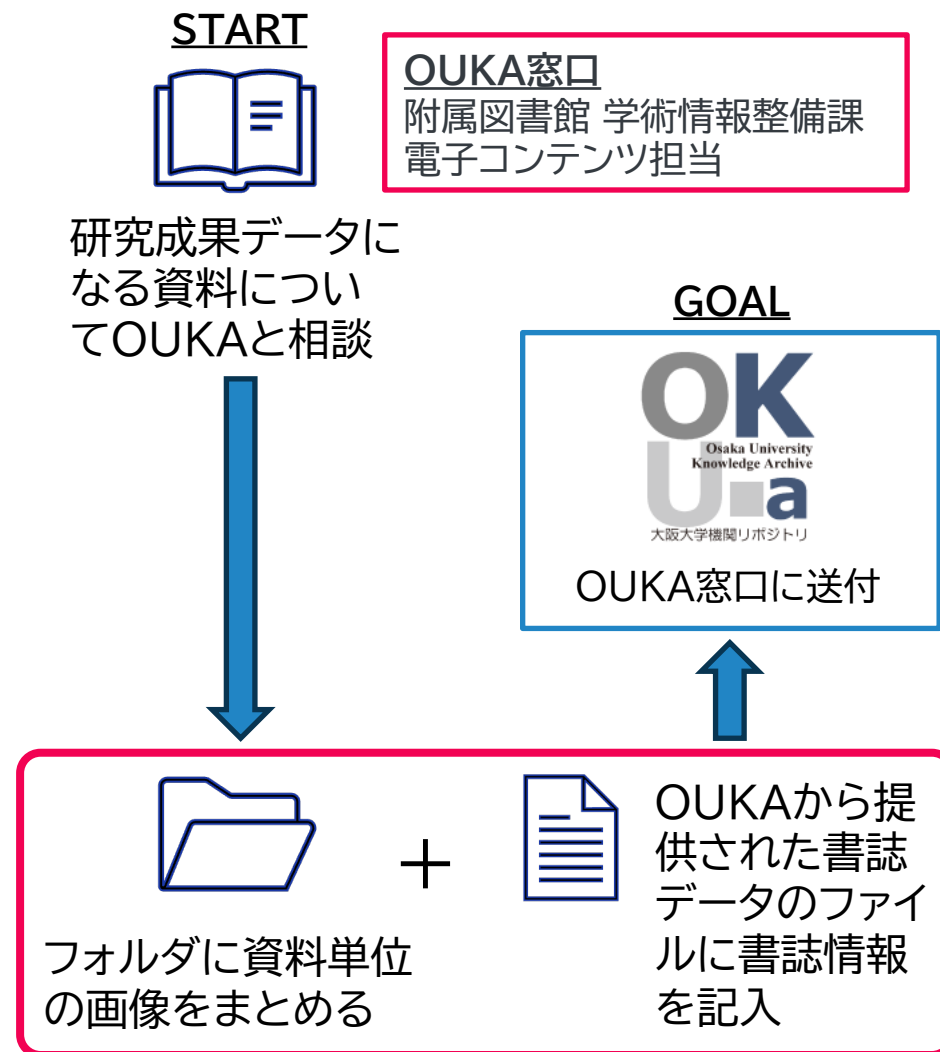 START
OUKA窓口
附属図書館 学術情報整備課
電子コンテンツ担当
研究成果データに
なる資料につい
てOUKAと相談
GOAL
OK
Osaka University
Knowledge Archive
U a
大阪大学機関リポジトリ
OUKA窓口に送付
フォルダに資料単位
の画像をまとめる
＋
OUKAから提
供された書誌
データのファイ
ルに書誌情報
を記入